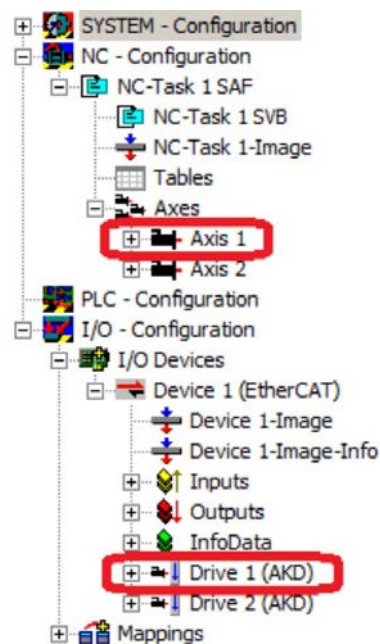 SYSTEM - Configuration
NC - Configuration
NC-Task 1 SAF
NC-Task 1 SVB
NC-Task 1-Image
Tables
Axes
Axis 1
Axis 2
PLC - Configuration
I/O - Configuration
I/O Devices
Device 1 (EtherCAT)
Device 1-Image
Device 1-Image-Info
Inputs
Outputs
InfoData
Drive 1 (AKD)
Drive 2 (AKD)
Mappings